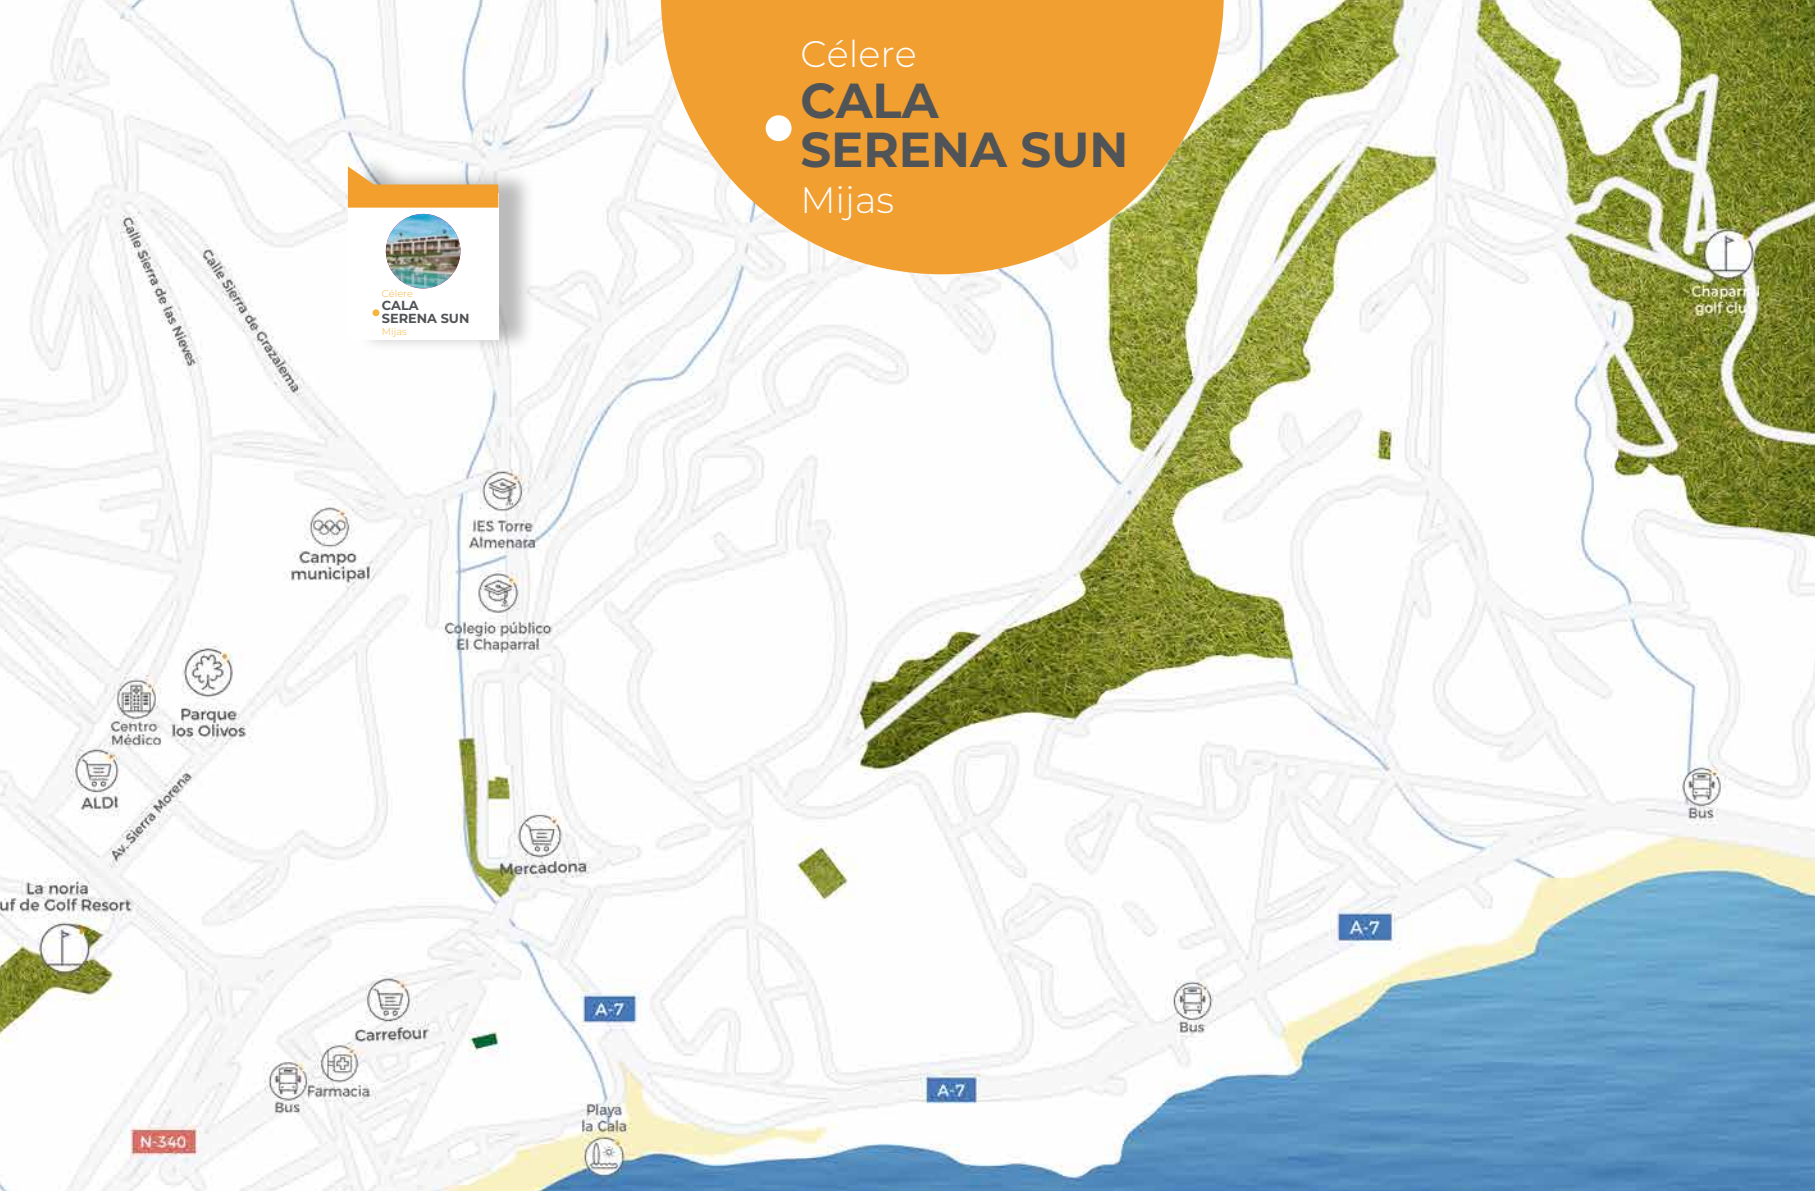 Célere
CALA
SERENA SUN
Mijas
Calle Sierra de las Nieves
Calle Sierra de Grazalema
Célere
CALA
SERENA SUN
Mijas
Chaparral
golf club
IES Torre
Almenara
Campo
municipal
Colegio público
El Chaparral
Parque
los Olivos
Centro
Médico
ALDI
Av. Sierra Morena
Mercadona
Bus
La noria
uf de Golf Resort
A-7
A-7
Carrefour
Bus
Farmacia
Bus
A-7
Playa
la Cala
N-340